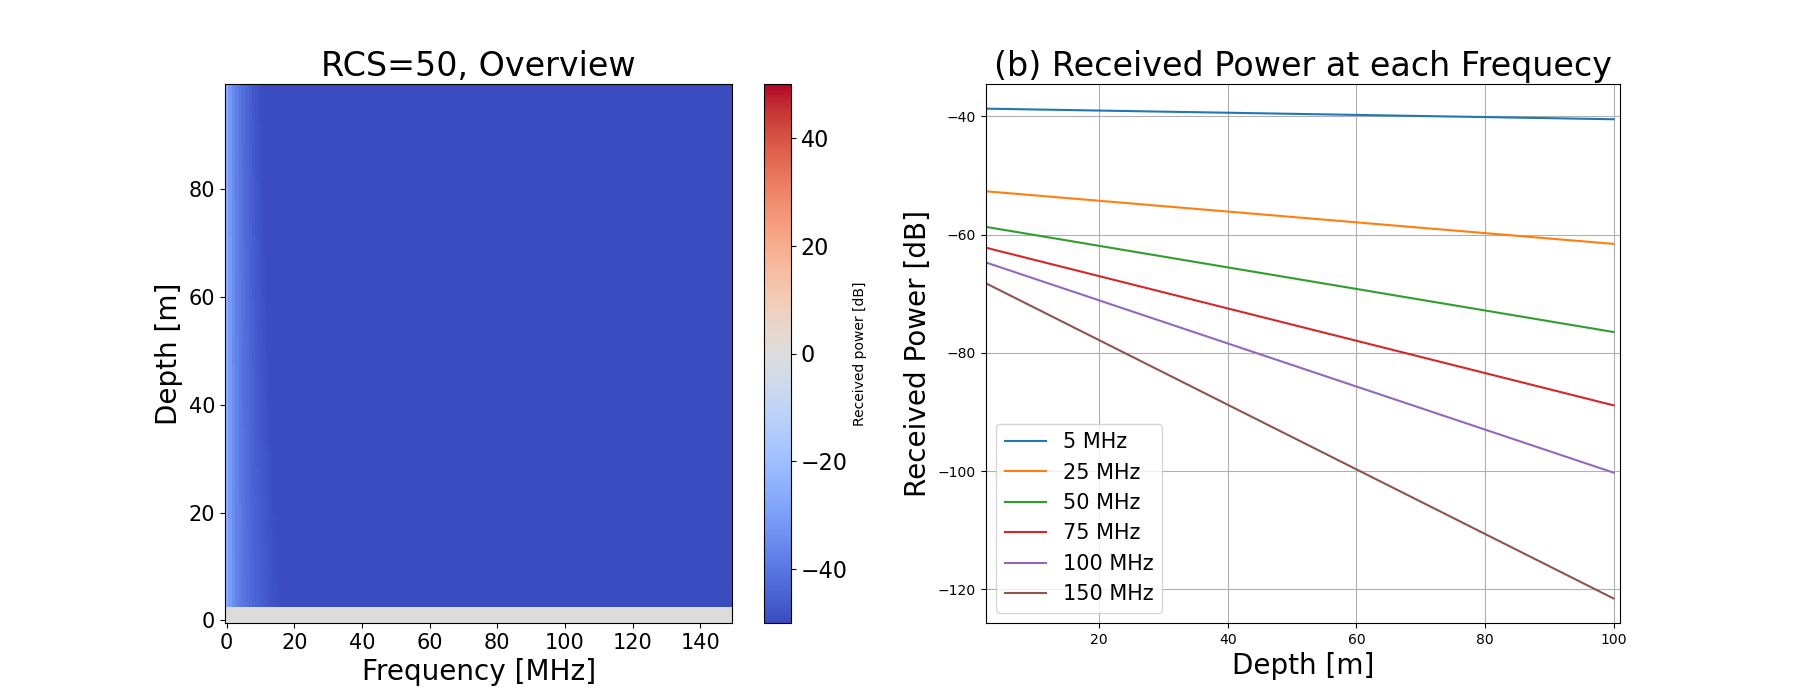 RCS=50, Overview
Depth [m]
80
60
40
20
0
0 20 40 60 80 100 120 140
Frequency [MHz]
40
20
0
−20
−40
Received power [dB]
(b) Received Power at each Frequecy
Received Power [dB]
−40
−60
−80
−100
−120
5 MHz
25 MHz
50 MHz
75 MHz
100 MHz
150 MHz
20 40 60 80 100
Depth [m]